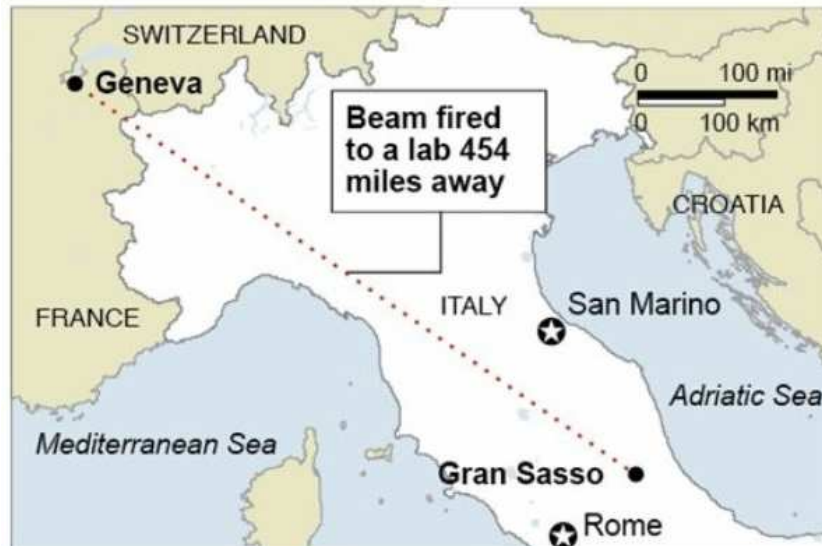 SWITZERLAND
Geneva
0 100 mi
0 100 km
Beam fired
to a lab 454
miles away
CROATIA
FRANCE
ITALY
San Marino
Adriatic Sea
Mediterranean Sea
Gran Sasso
Rome